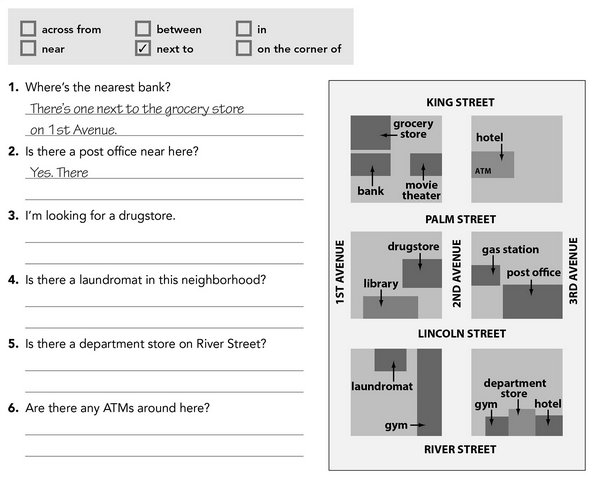 across from
between
in
near
✓ next to
on the corner of
1. Where's the nearest bank?
There's one next to the grocery store
on 1st Avenue.
2. Is there a post office near here?
Yes. There
3. I'm looking for a drugstore.
4. Is there a laundromat in this neighborhood?
5. Is there a department store on River Street?
6. Are there any ATMs around here?
KING STREET
grocery
store
hotel
ATM
bank
movie
theater
PALM STREET
1ST AVENUE
drugstore
library
2ND AVENUE
gas station
post office
3RD AVENUE
LINCOLN STREET
laundromat
gym
department
store
gym
hotel
RIVER STREET